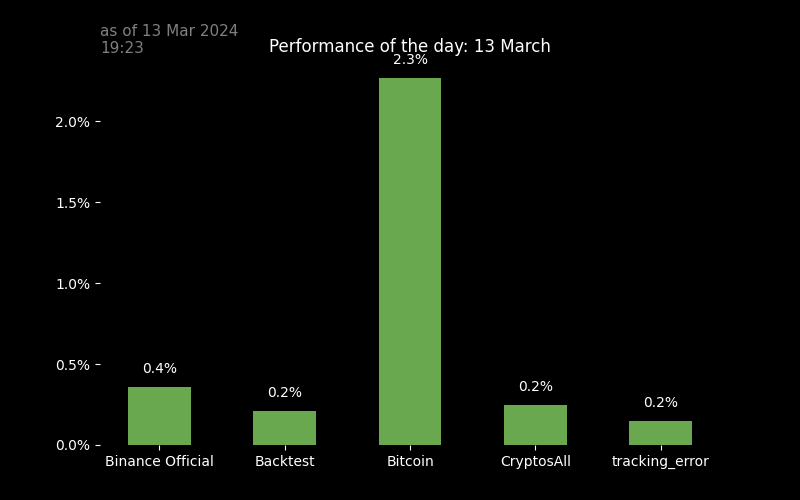 as of 13 Mar 2024
19:23
Performance of the day: 13 March
2.3%
2.0%
1.5%
1.0%
0.5%
0.0%
0.4%
0.2%
0.2%
0.2%
Binance Official
Backtest
Bitcoin
CryptosAll
tracking_error